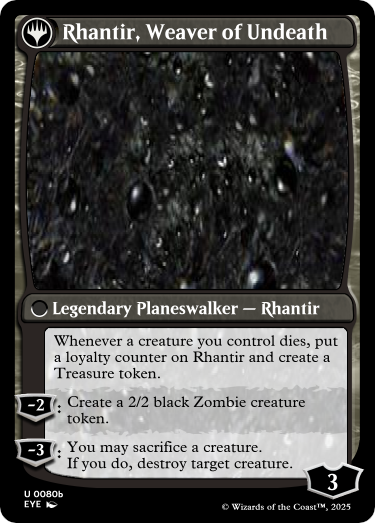 Rhantir, Weaver of Undeath
Legendary Planeswalker — Rhantir
Whenever a creature you control dies, put
a loyalty counter on Rhantir and create a
Treasure token.
-2: Create a 2/2 black Zombie creature
token.
-3: You may sacrifice a creature.
If you do, destroy target creature.
3
U 0080b
EYE
© Wizards of the Coast™, 2025